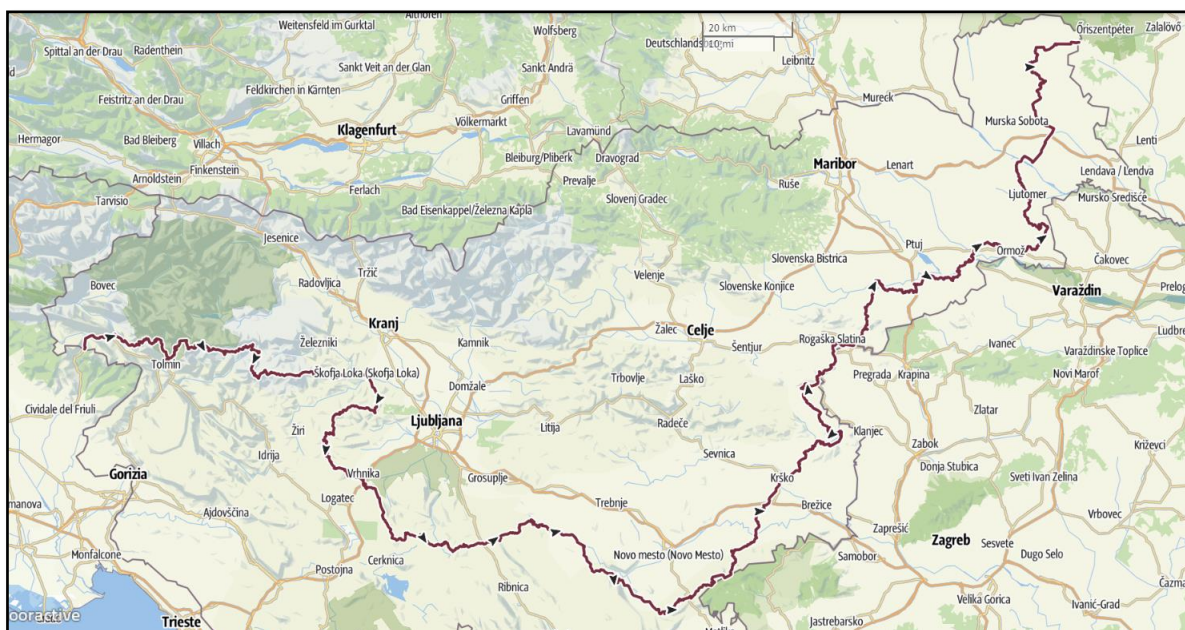 Weitensfeld im Gurktal
Althofen
20 km
10 mi
Őriszentpéter
Zalalövő
Spittal an der Drau
Radenthein
Wolfsberg
Deutschlandsberg
Sankt Veit an der Glan
Sankt Andrä
Leibnitz
Feistritz an der Drau
Feldkirchen in Kärnten
Griffen
Mureck
Hermagor
Bad Bleiberg
Villach
Klagenfurt
Völkermarkt
Lavamünd
Murska Sobota
Finkenstein
Bleiburg/Pliberk
Dravograd
Maribor
Lenart
Lenti
Arnoldstein
Ferlach
Prevalje
Ruše
Lendava / Lendva
Tarvisio
Bad Eisenkappel/Železna Kapla
Slovenj Gradec
Ljutomer
Mursko Središće
Jesenice
Ptuj
Ormož
Bovec
Tržič
Velenje
Slovenska Bistrica
Čakovec
Radovljica
Slovenske Konjice
Varaždin
Prelog
Kranj
Žalec
Celje
Ludbre
Železniki
Kamnik
Šentjur
Rogaška Slatina
Ivanec
Varaždinske Toplice
Tolmin
Škofja Loka (Skofja Loka)
Domžale
Trbovlje
Laško
Pregrada
Krapina
Novi Marof
Cividale del Friuli
Zlatar
Žiri
Ljubljana
Litija
Radeče
Klanjec
Zabok
Križevci
Idrija
Sevnica
Donja Stubica
Gorizia
Vrhnika
Grosuplje
Krško
Sveti Ivan Zelina
Logatec
Trebnje
Brežice
Ajdovščina
Zaprešić
Vrbovec
Monfalcone
Cerknica
Novo mesto (Novo Mesto)
Samobor
Zagreb
Sesvete
Dugo Selo
Postojna
Ribnica
Čazma
Velika Gorica
Ivanić-Grad
Trieste
Jastrebarsko